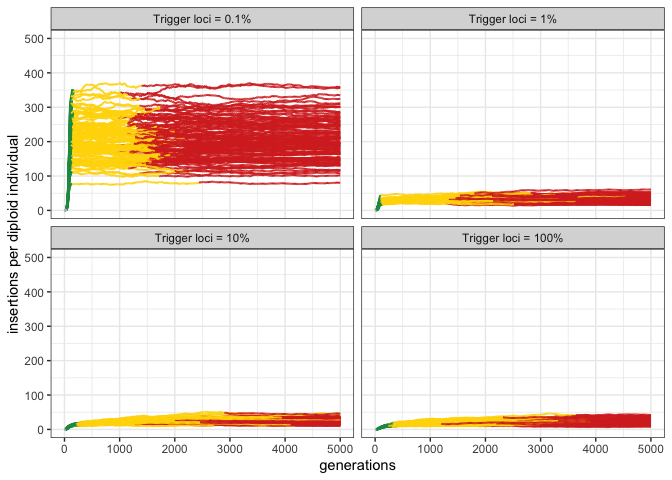 Trigger loci = 0.1%
Trigger loci = 1%
500
400
300
200
100
0
Trigger loci = 10%
Trigger loci = 100%
500
400
300
200
100
0
0 1000 2000 3000 4000 5000
0 1000 2000 3000 4000 5000
generations
insertions per diploid individual